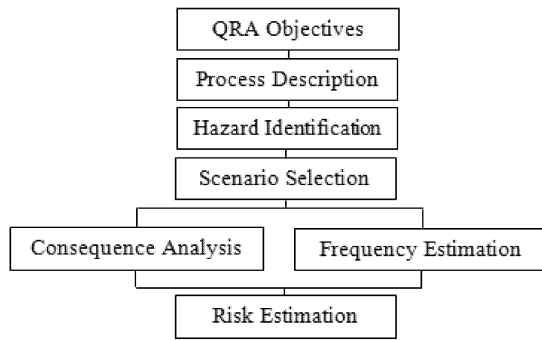 QRA Objectives
Process Description
Hazard Identification
Scenario Selection
Consequence Analysis
Frequency Estimation
Risk Estimation